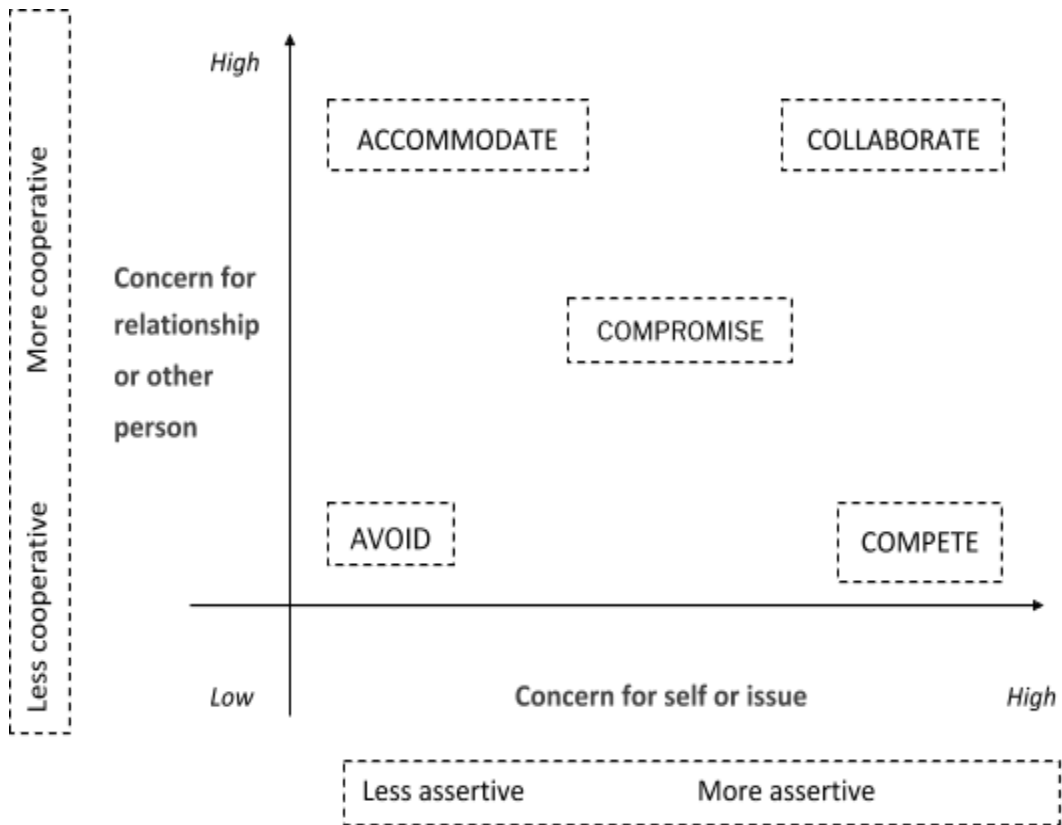 High
ACCOMMODATE
COLLABORATE
More cooperative
Concern for
relationship
or other
person
COMPROMISE
Less cooperative
AVOID
COMPETE
Low
Concern for self or issue
High
Less assertive
More assertive